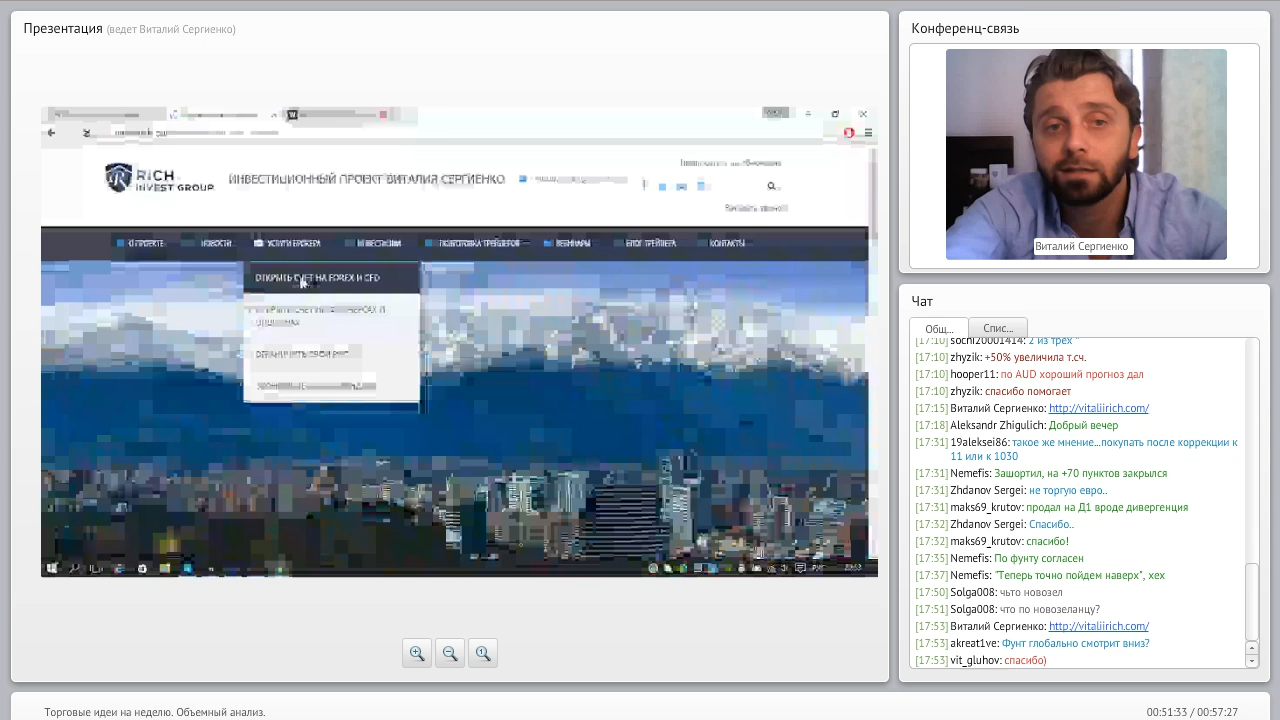 Презентация (ведет Виталий Сергиенко)
RICH
INVEST GROUP
ИНВЕСТИЦИОННЫЙ ПРОЕКТ ВИТАЛИЯ СЕРГИЕНКО
О ПРОЕКТЕ НОВОСТИ УСЛУГИ БРОКЕРА ИНВЕСТИЦИИ ПОДГОТОВКА ТРЕЙДЕРОВ ВЕБИНАРЫ БЛОГ ТРЕЙДЕРА КОНТАКТЫ
ОТКРЫТЬ СЧЕТ НА FOREX И CFD
Конференц-связь
Виталий Сергиенко
Чат
Общ... Спис...
[17:10] sochi20001414: 2 из трех
[17:10] zhyzik: +50% увеличила т.сч.
[17:10] hooper11: по AUD хороший прогноз дал
[17:10] zhyzik: спасибо помогает
[17:15] Виталий Сергиенко: http://vitaliirich.com/
[17:18] Aleksandr Zhigulich: Добрый вечер
[17:31] 19aleksei86: такое же мнение...покупать после коррекции к
11 или к 1030
[17:31] Nemefis: Зашортил, на +70 пунктов закрылся
[17:31] Zhdanov Sergei: не торгую евро..
[17:31] maks69_krutov: продал на Д1 вроде дивергенция
[17:32] Zhdanov Sergei: Спасибо..
[17:32] maks69_krutov: спасибо!
[17:35] Nemefis: По фунту согласен
[17:37] Nemefis: "Теперь точно пойдем наверх", хех
[17:50] Solga008: чьто новозел
[17:51] Solga008: что по новозеланцу?
[17:53] Виталий Сергиенко: http://vitaliirich.com/
[17:53] akreat1ve: Фунт глобально смотрит вниз?
[17:53] vit_gluhov: спасибо)
Торговые идеи на неделю. Объемный анализ.
00:51:33 / 00:57:27